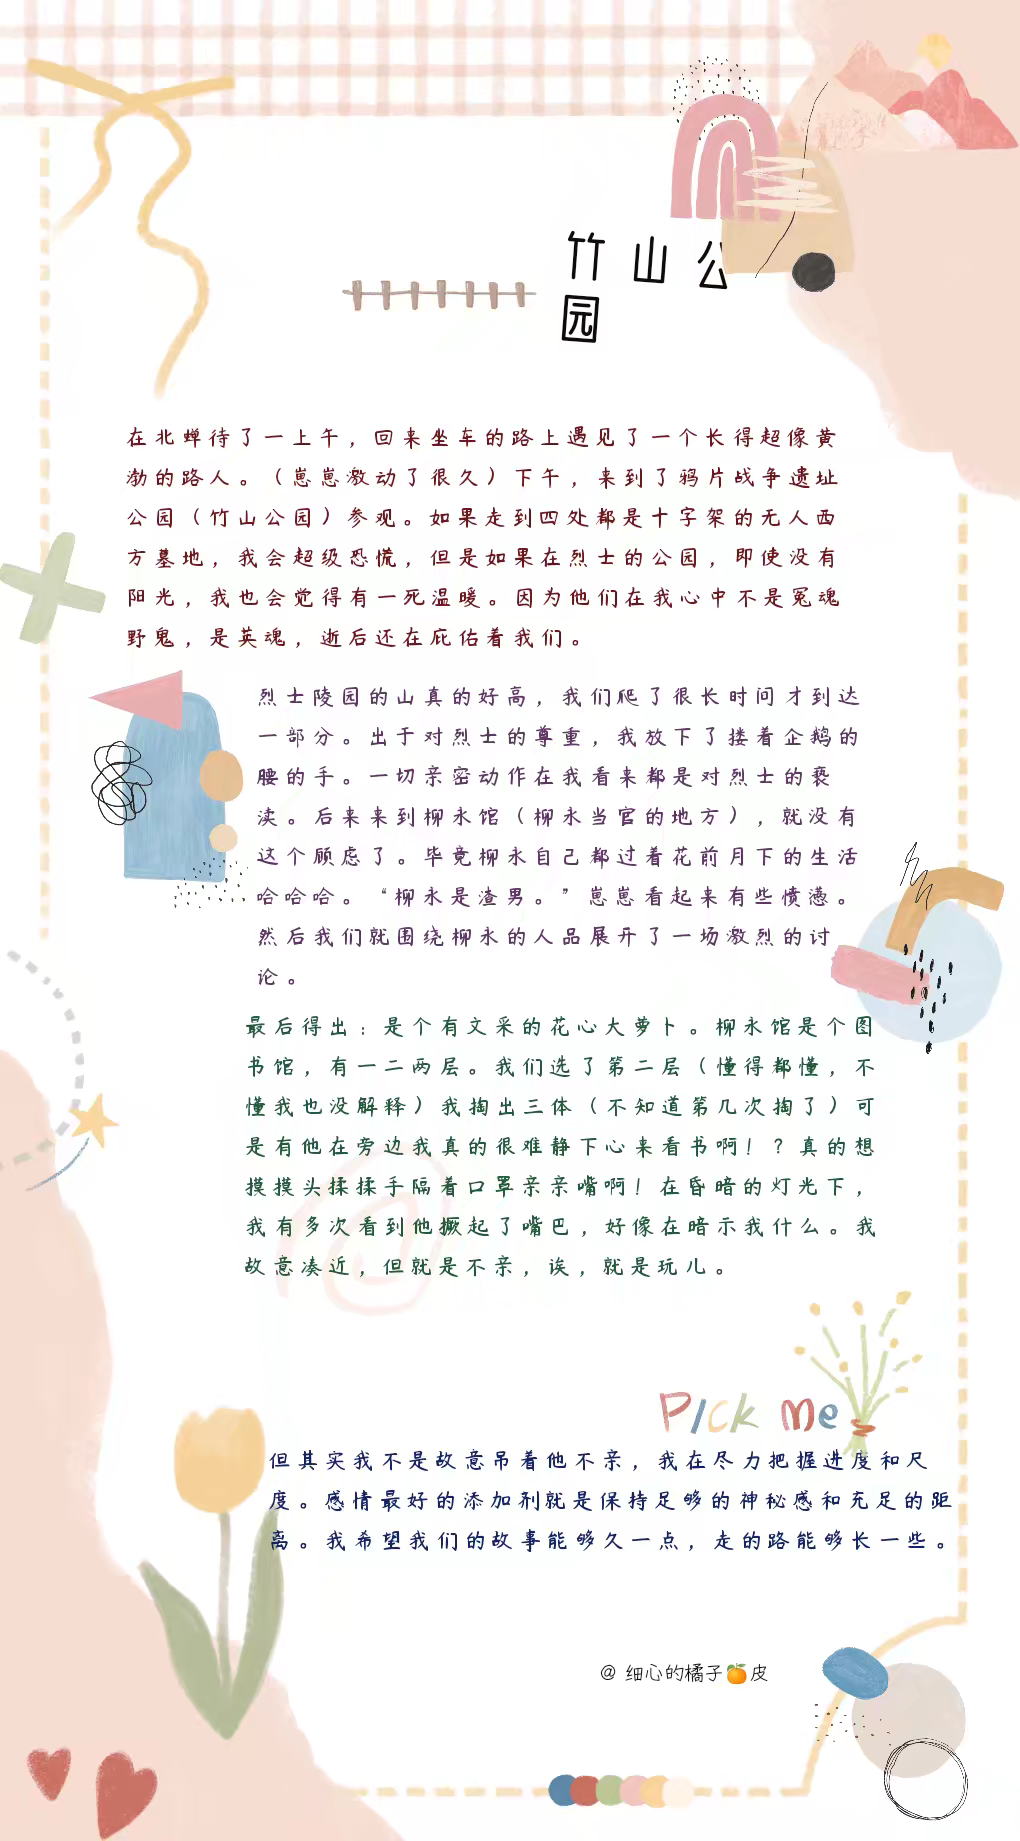 竹山公
园
在北蝉待了一上午，回来坐车的路上遇见了一个长得超像黄
渤的路人。（崽崽激动了很久）下午，来到了鸦片战争遗址
公园（竹山公园）参观。如果走到四处都是十字架的无人西
方墓地，我会超级恐慌，但是如果在烈士的公园，即使没有
阳光，我也会觉得有一死温暖。因为他们在我心中不是冤魂
野鬼，是英魂，逝后还在庇佑着我们。
烈士陵园的山真的好高，我们爬了很长时间才到达
一部分。出于对烈士的尊重，我放下了搂着企鹅的
腰的手。一切亲密动作在我看来都是对烈士的亵
渎。后来来到柳永馆（柳永当官的地方），就没有
这个顾虑了。毕竟柳永自己都过着花前月下的生活
哈哈哈。“柳永是渣男。”崽崽看起来有些愤懑。
然后我们就围绕柳永的人品展开了一场激烈的讨
论。
最后得出：是个有文采的花心大萝卜。柳永馆是个图
书馆，有一二两层。我们选了第二层（懂得都懂，不
懂我也没解释）我掏出三体（不知道第几次掏了）可
是有他在旁边我真的很难静下心来看书啊！？真的想
摸摸头揉揉手隔着口罩亲亲嘴啊！在昏暗的灯光下，
我有多次看到他撅起了嘴巴，好像在暗示我什么。我
故意凑近，但就是不亲，诶，就是玩儿。
Pick me
但其实我不是故意吊着他不亲，我在尽力把握进度和尺
度。感情最好的添加剂就是保持足够的神秘感和充足的距
离。我希望我们的故事能够久一点，走的路能够长一些。
@ 细心的橘子🍊皮